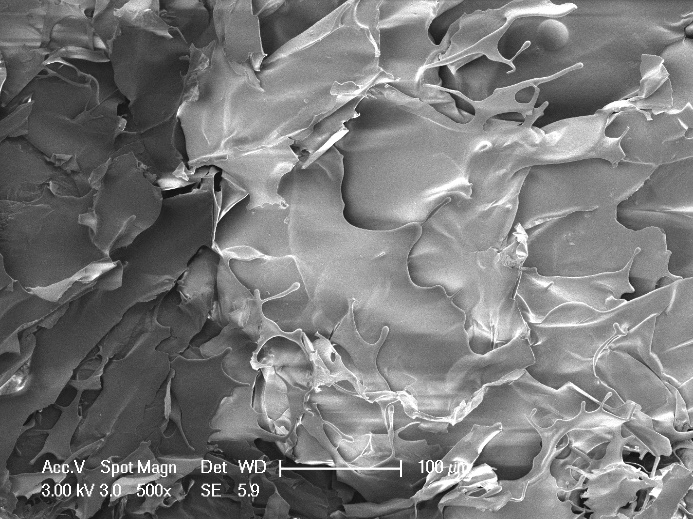 Acc.V Spot Magn Det WD 100 µm
3.00 kV 3.0 500x SE 5.9